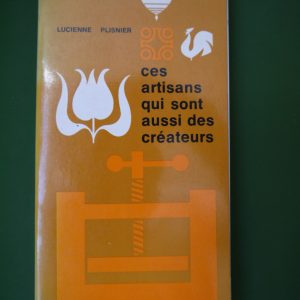 LUCIENNE PLISNIER
ces
artisans
qui sont
aussi des
créateurs